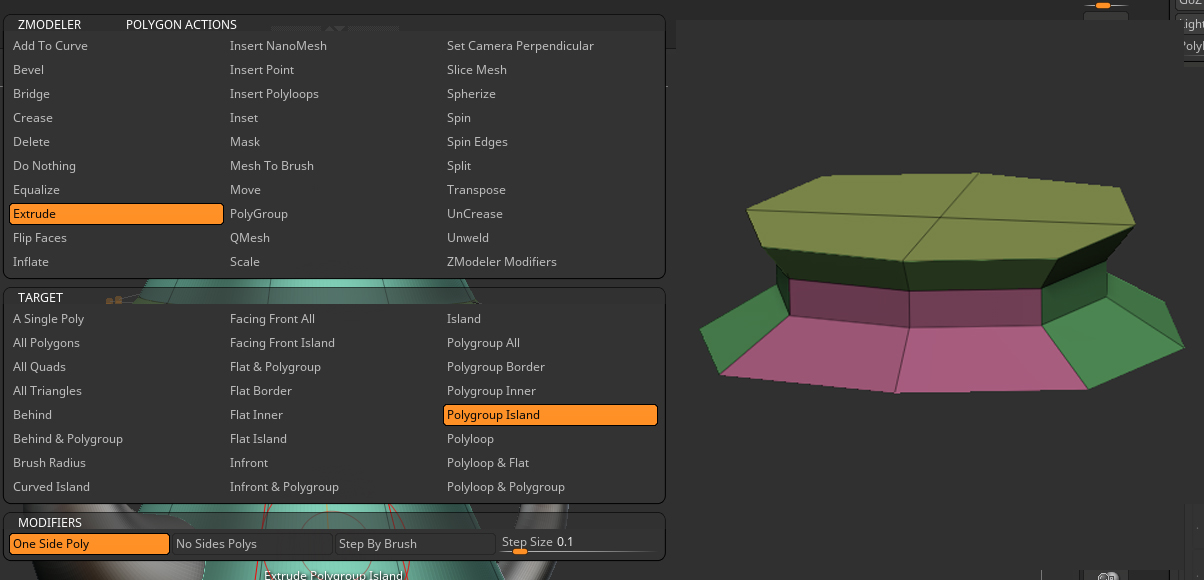 ZMODELER POLYGON ACTIONS
Add To Curve Insert NanoMesh Set Camera Perpendicular
Bevel Insert Point Slice Mesh
Bridge Insert Polyloops Spherize
Crease Inset Spin
Delete Mask Spin Edges
Do Nothing Mesh To Brush Split
Equalize Move Transpose
Extrude PolyGroup UnCrease
Flip Faces QMesh Unweld
Inflate Scale ZModeler Modifiers
TARGET
A Single Poly Facing Front All Island
All Polygons Facing Front Island Polygroup All
All Quads Flat & Polygroup Polygroup Border
All Triangles Flat Border Polygroup Inner
Behind Flat Inner Polygroup Island
Behind & Polygroup Flat Island Polyloop
Brush Radius Infront Polyloop & Flat
Curved Island Infront & Polygroup Polyloop & Polygroup
MODIFIERS
One Side Poly No Sides Polys Step By Brush Step Size 0.1
Extrude Polygroup Island